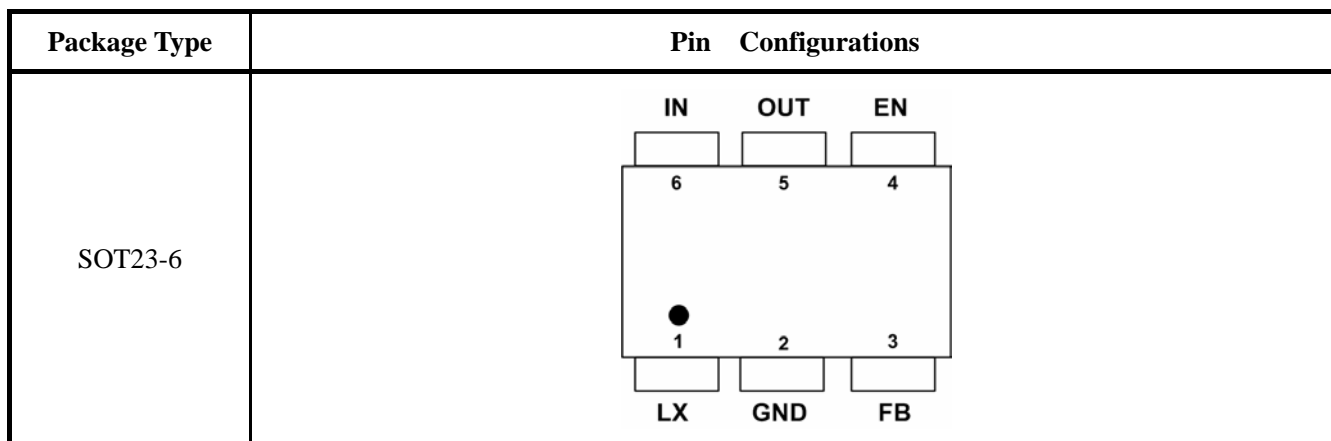 Package Type
Pin Configurations
SOT23-6
IN OUT EN
6 5 4
1 2 3
LX GND FB